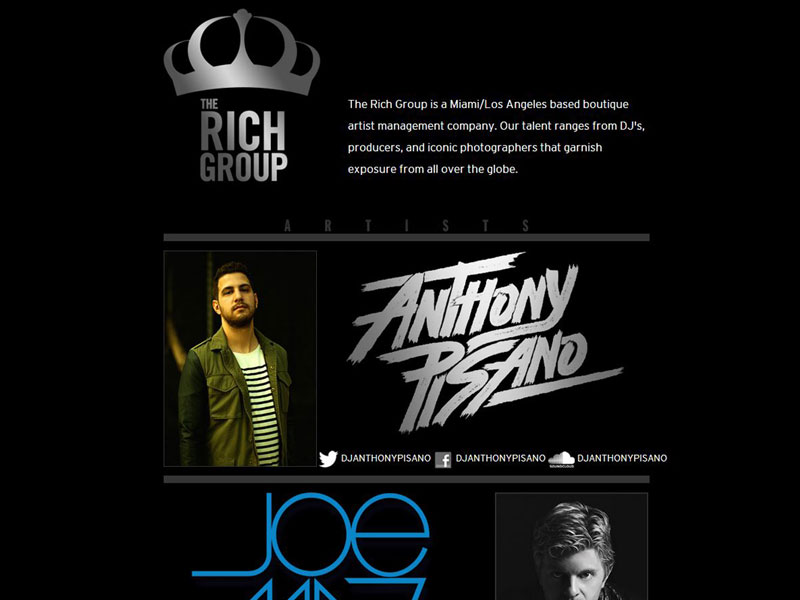 THE
RICH
GROUP
The Rich Group is a Miami/Los Angeles based boutique
artist management company. Our talent ranges from DJ's,
producers, and iconic photographers that garnish
exposure from all over the globe.
ARTISTS
ANTHONY
PISANO
DJANTHONYPISANO f DJANTHONYPISANO SOUNDCLOUD DJANTHONYPISANO
JOE